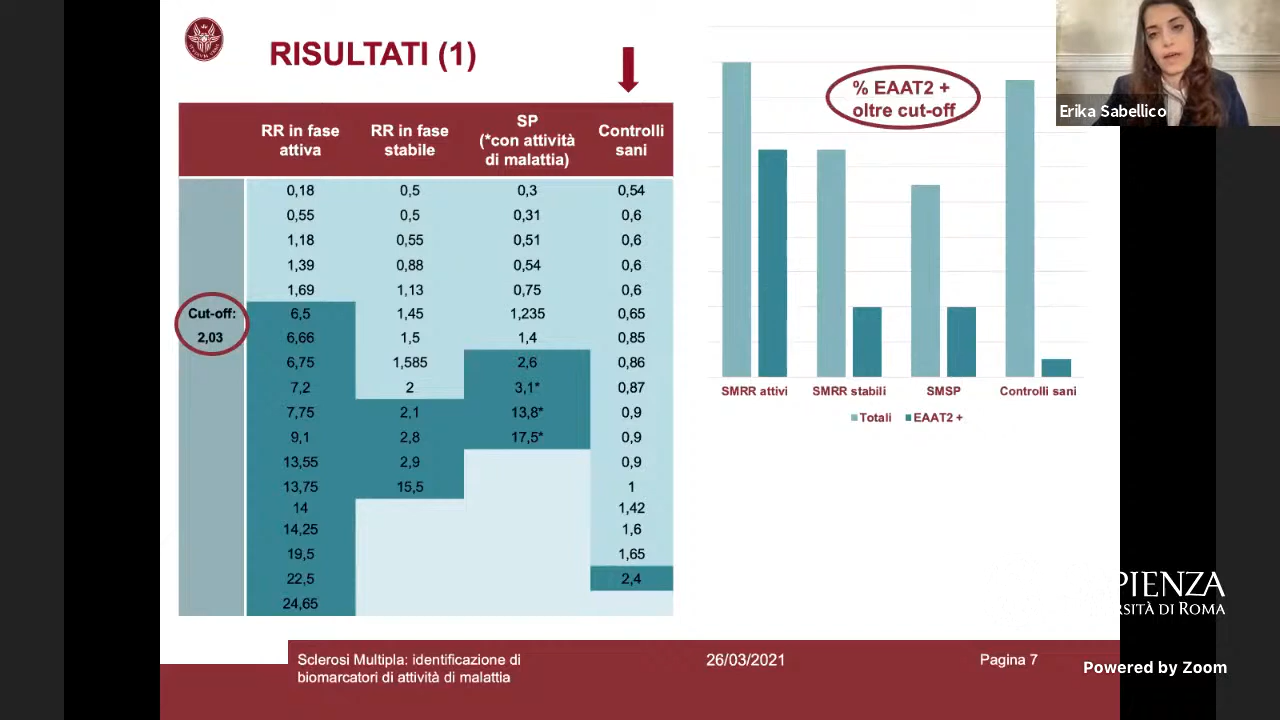 RISULTATI (1)
RR in fase attiva
RR in fase stabile
SP (*con attività di malattia)
Controlli sani
0,18 0,5 0,3 0,54
0,55 0,5 0,31 0,6
1,18 0,55 0,51 0,6
1,39 0,88 0,54 0,6
1,69 1,13 0,75 0,6
Cut-off: 6,5 1,45 1,235 0,65
2,03 6,66 1,5 1,4 0,85
6,75 1,585 2,6 0,86
7,2 2 3,1* 0,87
7,75 2,1 13,8* 0,9
9,1 2,8 17,5* 0,9
13,55 2,9 0,9
13,75 15,5 1
14 1,42
14,25 1,6
19,5 1,65
22,5 2,4
24,65
% EAAT2 +
oltre cut-off
SMRR attivi SMRR stabili SMSP Controlli sani
Totali EAAT2 +
Erika Sabellico
PIENZA
RSITÀ DI ROMA
Sclerosi Multipla: identificazione di
biomarcatori di attività di malattia
26/03/2021
Pagina 7
Powered by Zoom